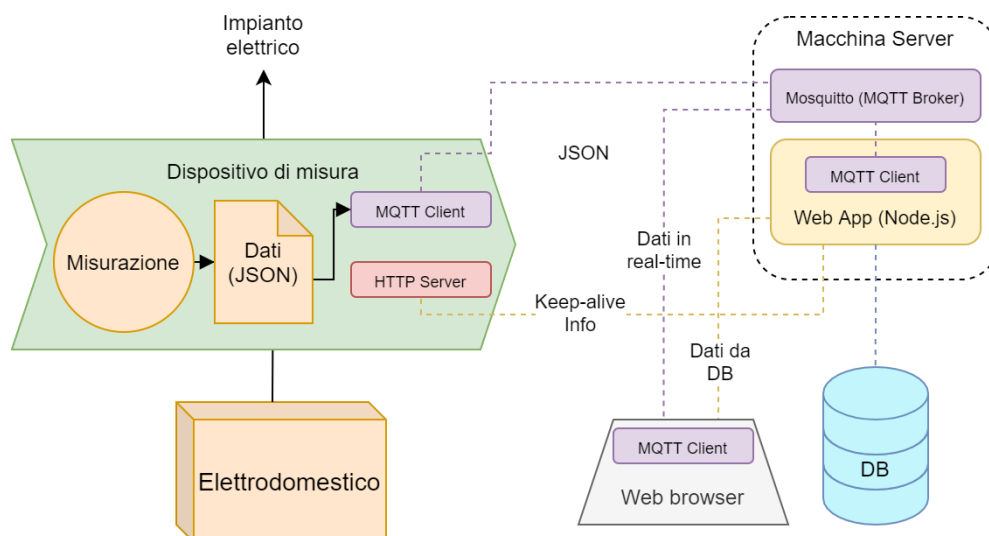 Impianto
elettrico
Macchina Server
Mosquitto (MQTT Broker)
JSON
Dispositivo di misura
MQTT Client
MQTT Client
Web App (Node.js)
Misurazione
Dati
(JSON)
HTTP Server
Dati in
real-time
Keep-alive
Info
Dati da
DB
MQTT Client
Web browser
DB
Elettrodomestico